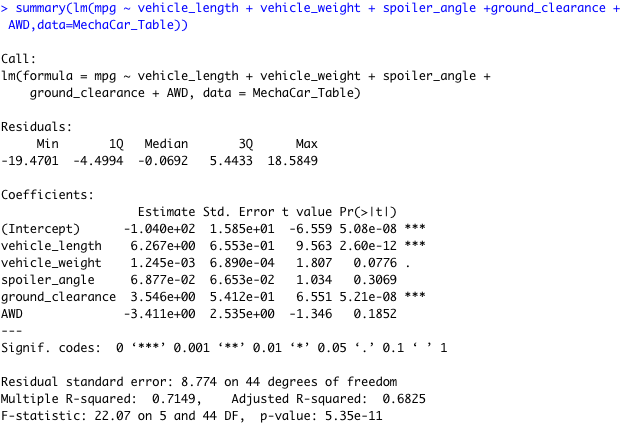 > summary(lm(mpg ~ vehicle_length + vehicle_weight + spoiler_angle +ground_clearance +
 AWD,data=MechaCar_Table))

Call:
lm(formula = mpg ~ vehicle_length + vehicle_weight + spoiler_angle +
    ground_clearance + AWD, data = MechaCar_Table)

Residuals:
     Min       1Q   Median       3Q      Max
-19.4701  -4.4994  -0.0692   5.4433  18.5849

Coefficients:
                   Estimate Std. Error t value Pr(>|t|)
(Intercept)      -1.040e+02  1.585e+01  -6.559 5.08e-08 ***
vehicle_length    6.267e+00  6.553e-01   9.563 2.60e-12 ***
vehicle_weight    1.245e-03  6.890e-04   1.807   0.0776 .
spoiler_angle     6.877e-02  6.653e-02   1.034   0.3069
ground_clearance  3.546e+00  5.412e-01   6.551 5.21e-08 ***
AWD              -3.411e+00  2.535e+00  -1.346   0.1852
---
Signif. codes:  0 ‘***’ 0.001 ‘**’ 0.01 ‘*’ 0.05 ‘.’ 0.1 ‘ ’ 1

Residual standard error: 8.774 on 44 degrees of freedom
Multiple R-squared:  0.7149,    Adjusted R-squared:  0.6825
F-statistic: 22.07 on 5 and 44 DF,  p-value: 5.35e-11